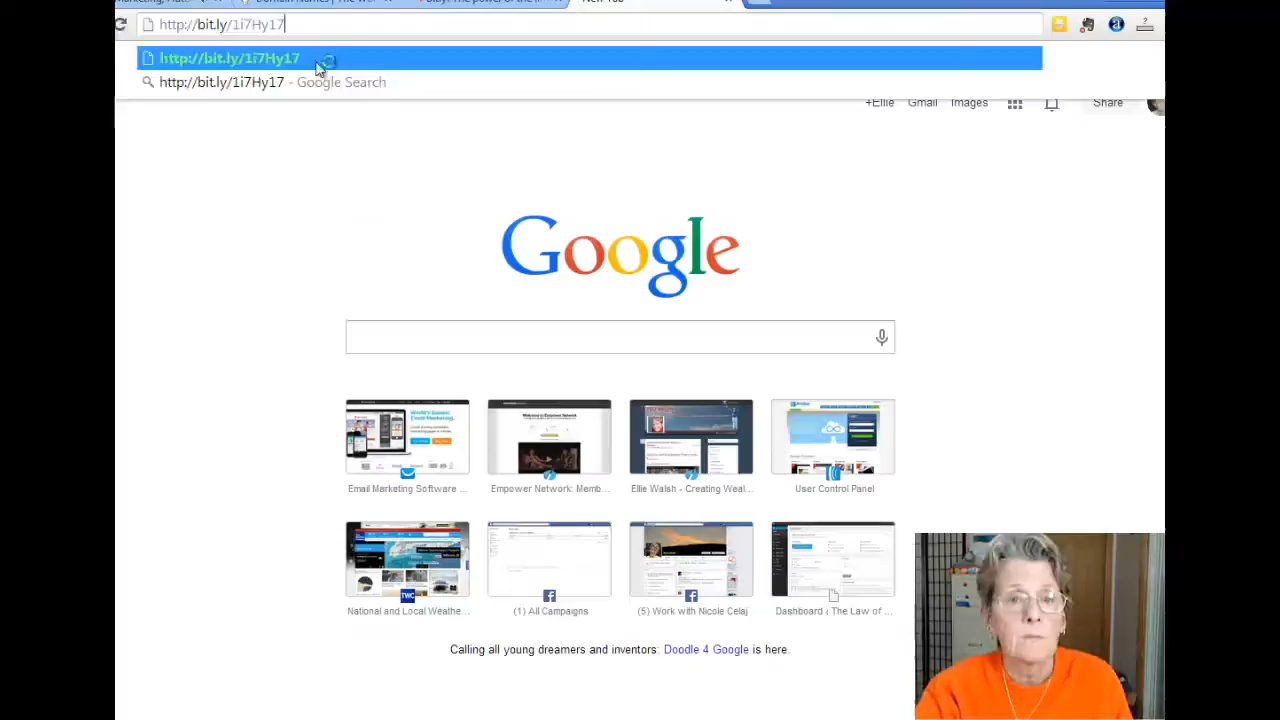 New Tab
http://bit.ly/1i7Hy17
http://bit.ly/1i7Hy17
http://bit.ly/1i7Hy17 - Google Search
+Ellie Gmail Images Share
Google
Email Marketing Software ...
Empower Network: Memb...
Ellie Walsh - Creating Weal...
User Control Panel
National and Local Weathe...
(1) All Campaigns
(5) Work with Nicole Celaj
Dashboard ‹ The Law of ...
Calling all young dreamers and inventors: Doodle 4 Google is here.